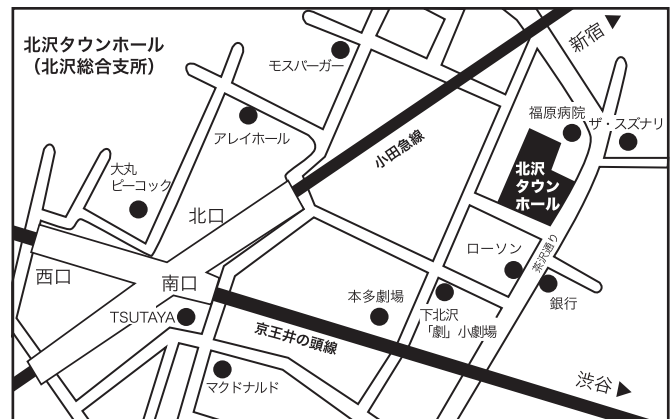 北沢タウンホール
（北沢総合支所）
モスバーガー
新宿
福原病院
ザ・スズナリ
アレイホール
小田急線
大丸
ピーコック
北沢
タウン
ホール
北口
ローソン
茶沢通り
西口
南口
銀行
本多劇場
下北沢
「劇」小劇場
TSUTAYA
京王井の頭線
マクドナルド
渋谷